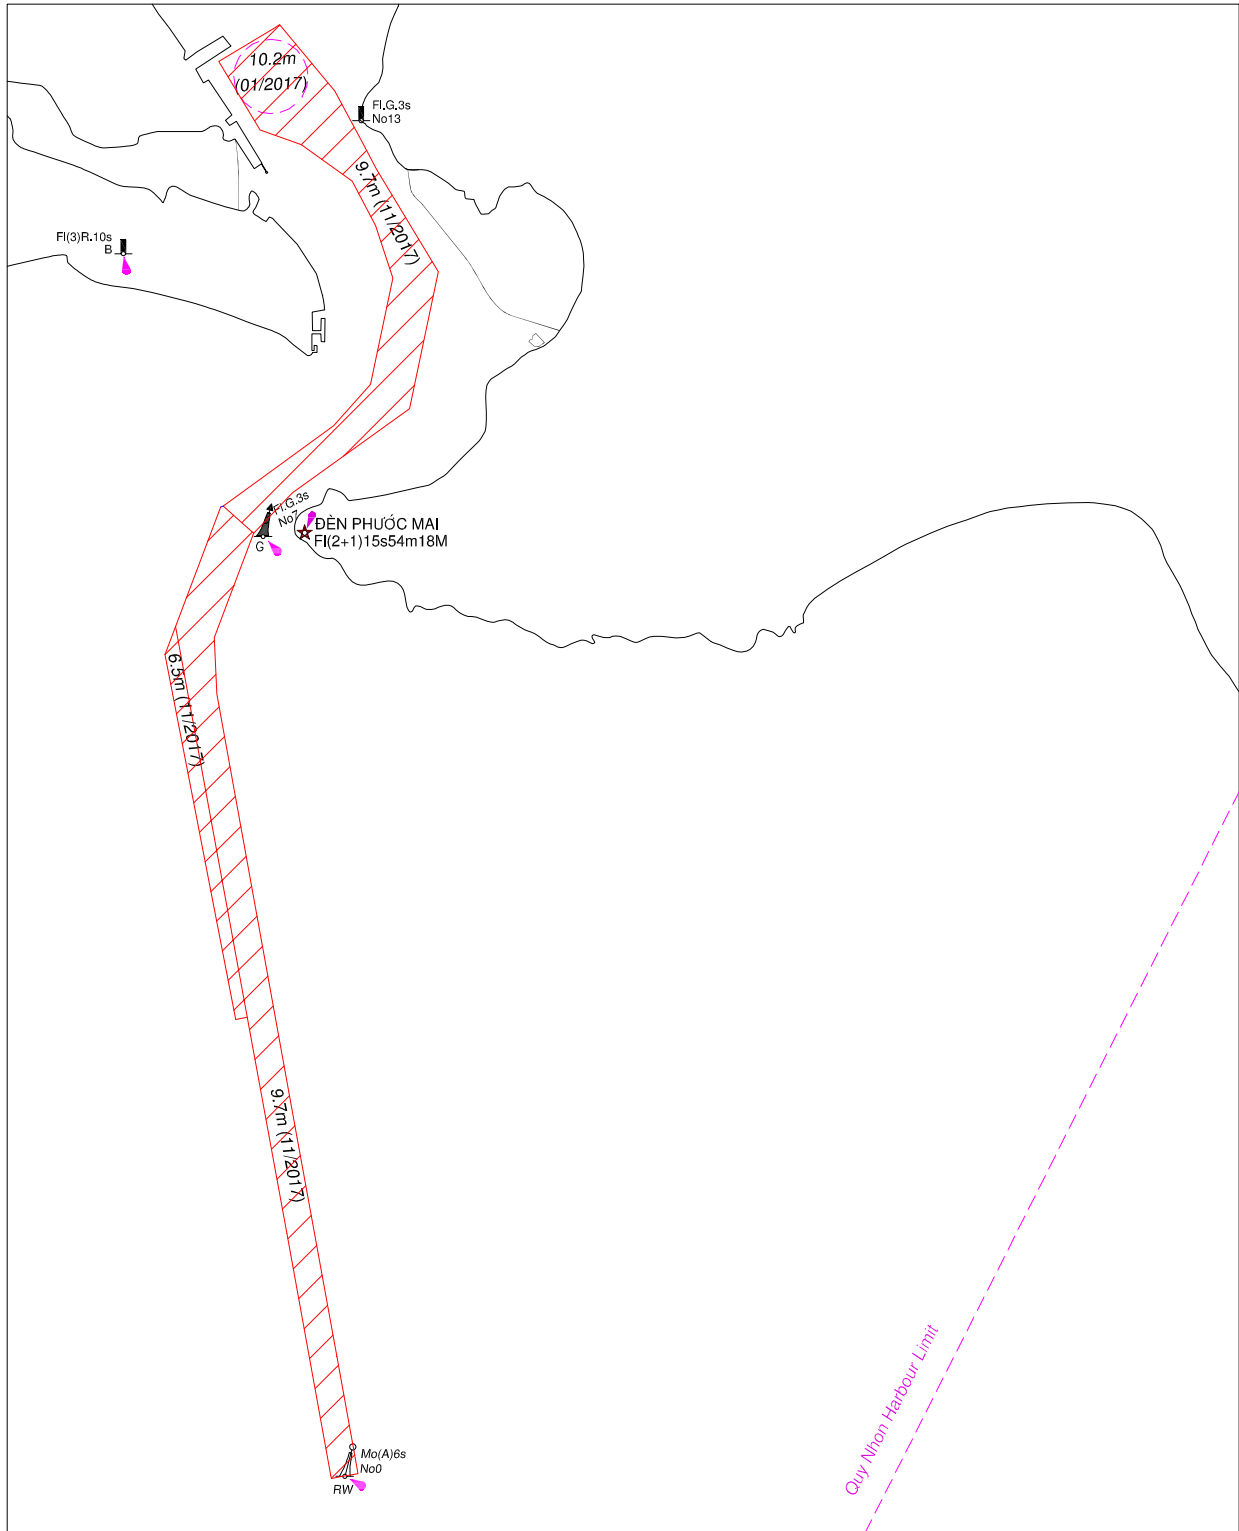 10.2m
(01/2017)
Fl.G.3s
No13
9.7m (11/2017)
Fl(3)R.10s
B
Fl.G.3s
No7
G
ĐÈN PHƯỚC MAI
Fl(2+1)15s54m18M
6.5m (11/2017)
9.7m (11/2017)
Quy Nhon Harbour Limit
Mo(A)6s
No0
RW